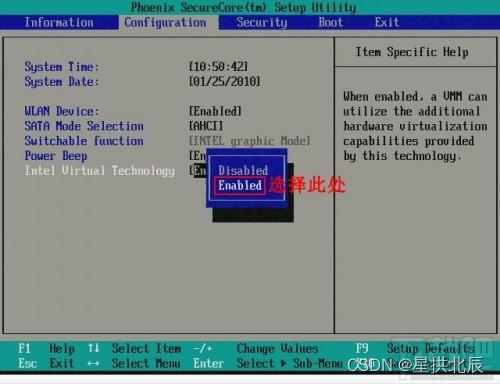 Phoenix SecureCore(tm) Setup Utility
Information Configuration Security Boot Exit
Item Specific Help
System Time: [10:50:42]
System Date: [01/25/2010]
When enabled, a VMM can
utilize the additional
hardware virtualization
capabilities provided
by this technology.
WLAN Device: [Enabled]
SATA Mode Selection [AHCI]
Switchable function [INTEL graphic Mode]
Power Beep [En
Intel Virtual Technology [En
Disabled
Enabled 选择此处
F1 Help ↑↓ Select Item -/+ Change Values F9 Setup Defaults
Esc Exit ↔ Select Menu Enter Select ▸ Sub-Menu
CSDN @星拱北辰